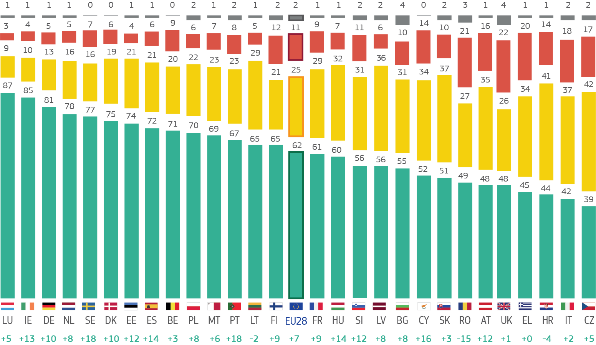 1 1 1 1 0 0 1 1 0 2 1 2 1 2 2 1 1 2 2 4 0 2 3 1 4 1 1 2 1
3 4 5 5 7 6 4 6 9 6 7 8 5 12 11 9 7 11 6 10 14 10 21 16 22 20 14 18 17
9 10 13 16 16 19 21 21 20 22 23 23 29 21 25 29 32 31 36 31 34 37 27 35 26 34 41 37 42
87 85 81 78 77 75 74 72 71 70 69 67 65 65 62 61 60 56 56 55 52 51 49 48 48 45 44 42 39
LU IE DE NL SE DK EE ES BE PL MT PT LT FI EU28 FR HU SI LV BG CY SK RO AT UK EL HR IT CZ
+5 +13 +10 +8 +18 +10 +12 +14 +3 +8 +6 +18 -2 +9 +7 +9 +14 +12 +8 +8 +16 +3 -15 +12 +1 +0 -4 +2 +5